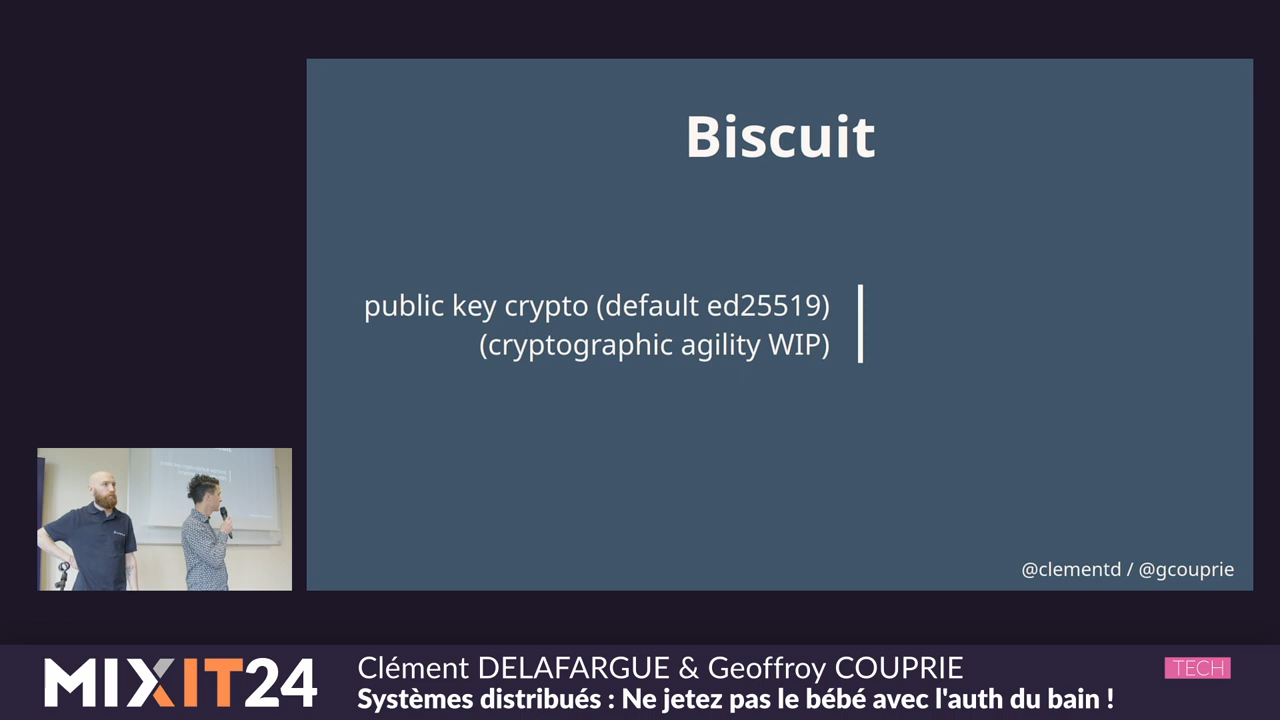 Biscuit
public key crypto (default ed25519)
(cryptographic agility WIP)
@clementd / @gcouprie
MIXIT24
Clément DELAFARGUE & Geoffroy COUPRIE
TECH
Systèmes distribués : Ne jetez pas le bébé avec l'auth du bain !